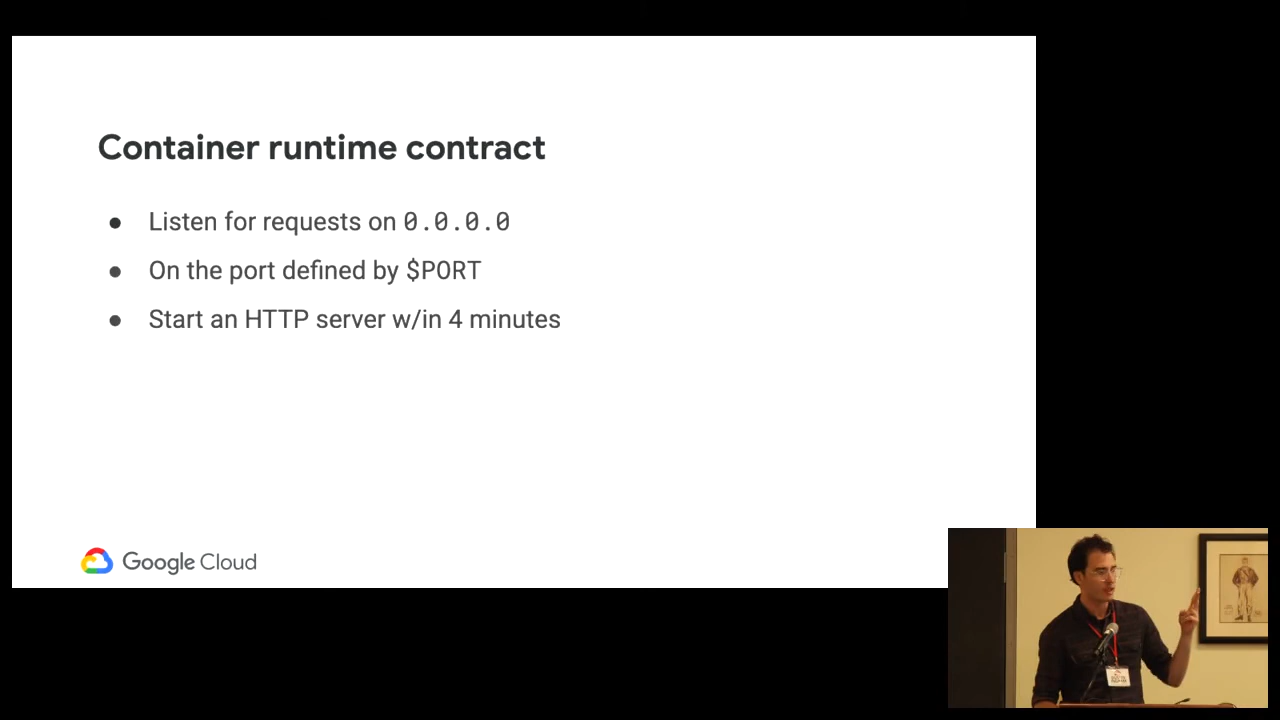 Container runtime contract
● Listen for requests on 0.0.0.0
● On the port defined by $PORT
● Start an HTTP server w/in 4 minutes
Google Cloud